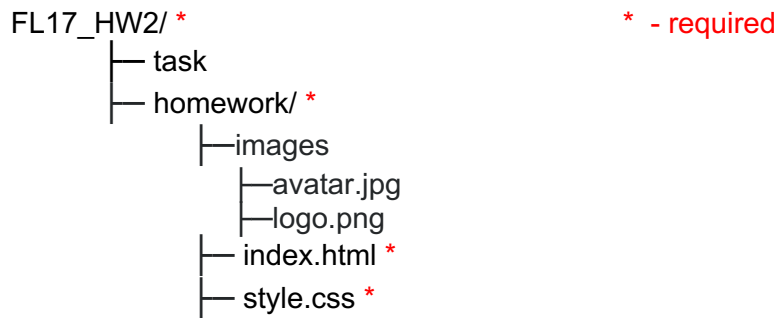 FL17_HW2/ * * - required
task
homework/ *
images
avatar.jpg
logo.png
index.html *
style.css *